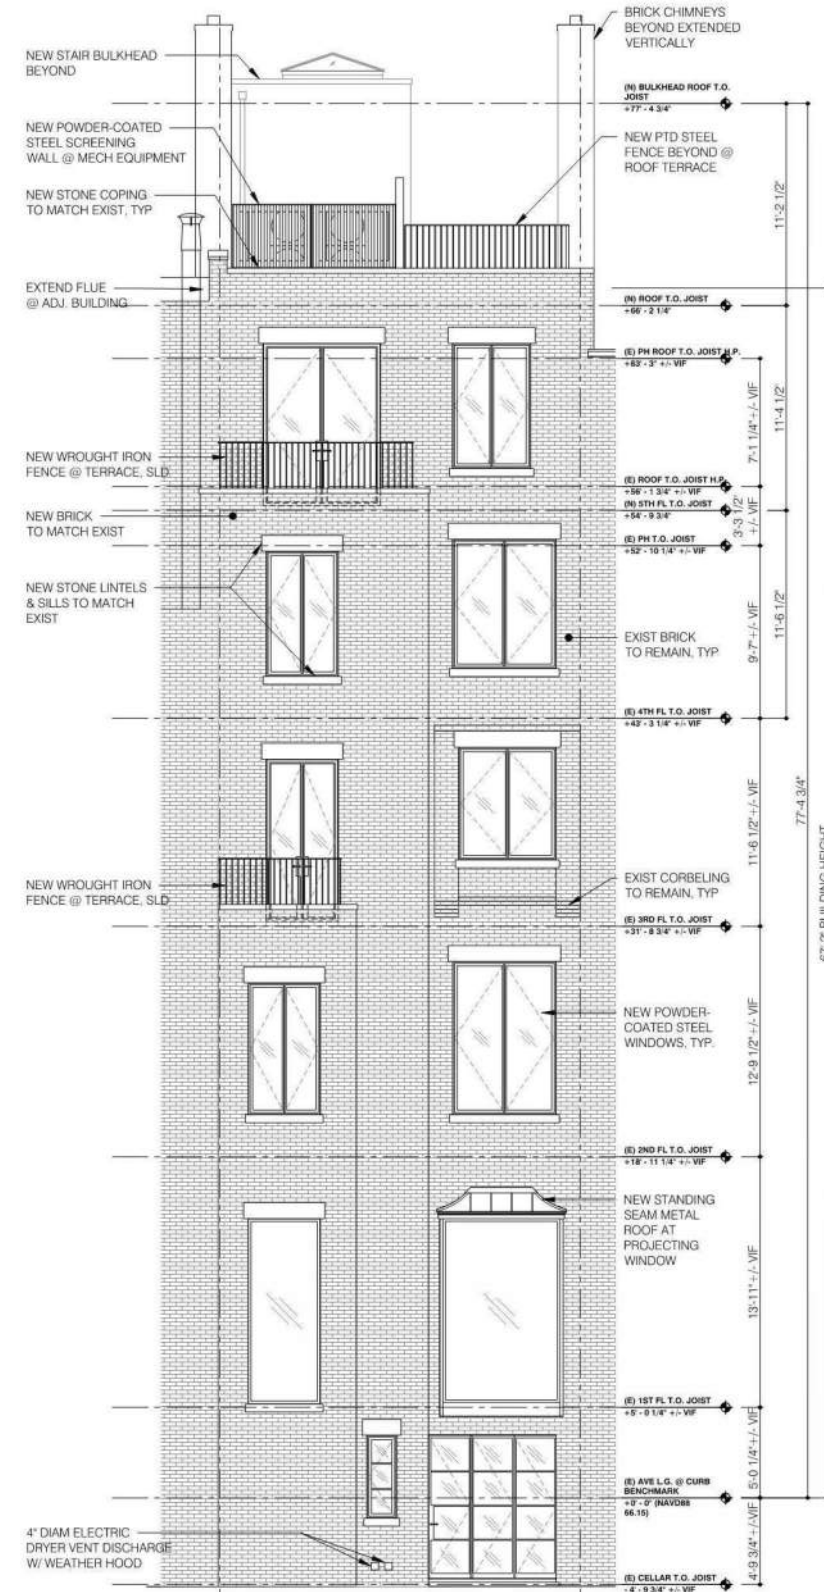 BRICK CHIMNEYS
BEYOND EXTENDED
VERTICALLY
NEW STAIR BULKHEAD
BEYOND
(N) BULKHEAD ROOF T.O.
JOIST
+77' - 4 3/4"
NEW POWDER-COATED
STEEL SCREENING
WALL @ MECH EQUIPMENT
NEW PTD STEEL
FENCE BEYOND @
ROOF TERRACE
NEW STONE COPING
TO MATCH EXIST, TYP
11'-2 1/2"
EXTEND FLUE
@ ADJ. BUILDING
(N) ROOF T.O. JOIST
+66' - 2 1/4"
(E) PH ROOF T.O. JOIST H.P.
+63' - 3" +/- VIF
7'-1 1/4"+/- VIF
11'-4 1/2"
NEW WROUGHT IRON
FENCE @ TERRACE, SLD
(E) ROOF T.O. JOIST H.P.
+56' - 1 3/4" +/- VIF
(N) 5TH FL T.O. JOIST
+54' - 9 3/4"
3'-3 1/2"
+/- VIF
NEW BRICK
TO MATCH EXIST
(E) PH T.O. JOIST
+52' - 10 1/4" +/- VIF
NEW STONE LINTELS
& SILLS TO MATCH
EXIST
EXIST BRICK
TO REMAIN, TYP
9'-7"+/- VIF
11'-6 1/2"
(E) 4TH FL T.O. JOIST
+43' - 3 1/4" +/- VIF
77'-4 3/4"
11'-6 1/2"+/- VIF
NEW WROUGHT IRON
FENCE @ TERRACE, SLD
EXIST CORBELING
TO REMAIN, TYP
(E) 3RD FL T.O. JOIST
+31' - 8 3/4" +/- VIF
BUILDING HEIGHT
NEW POWDER-
COATED STEEL
WINDOWS, TYP.
12'-9 1/2"+/- VIF
(E) 2ND FL T.O. JOIST
+18' - 11 1/4" +/- VIF
NEW STANDING
SEAM METAL
ROOF AT
PROJECTING
WINDOW
13'-11"+/- VIF
(E) 1ST FL T.O. JOIST
+5' - 0 1/4" +/- VIF
5'-0 1/4"+/- VIF
(E) AVE L.G. @ CURB
BENCHMARK
+0' - 0" (NAVD88
66.15)
4" DIAM ELECTRIC
DRYER VENT DISCHARGE
W/ WEATHER HOOD
4'-9 3/4"+/-VIF
(E) CELLAR T.O. JOIST
- 4' - 9 3/4" +/- VIF